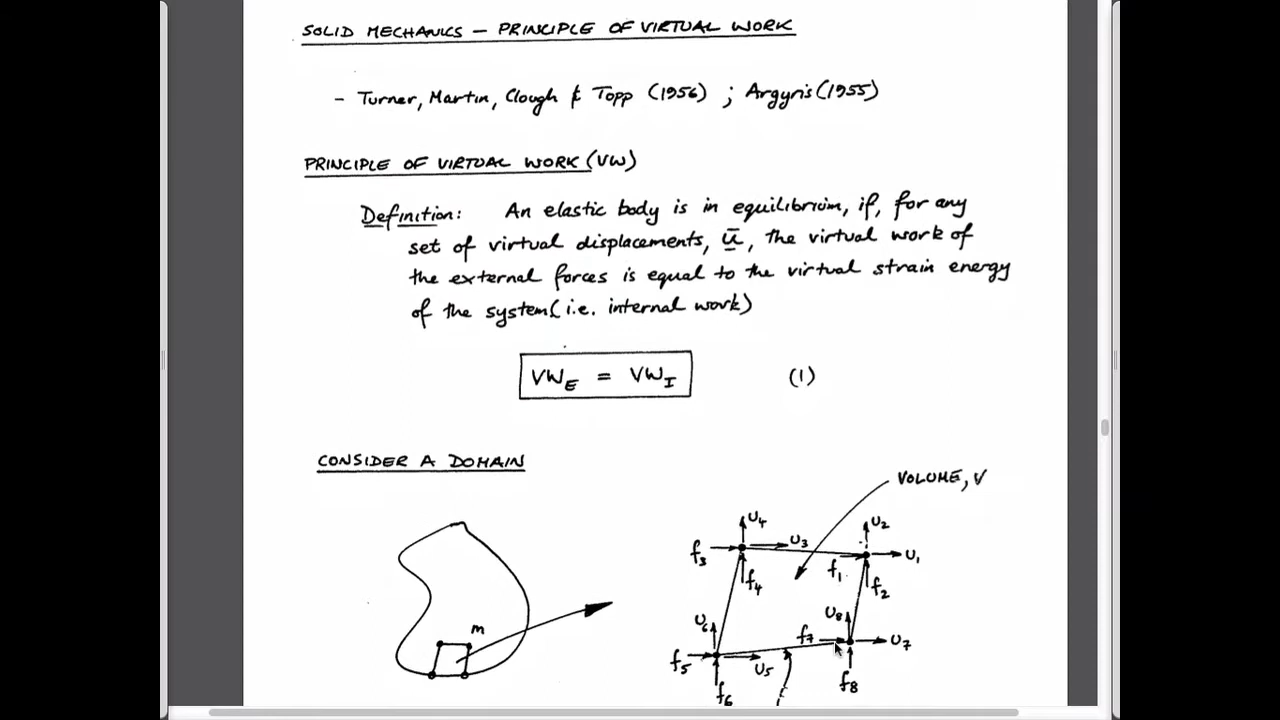 SOLID MECHANICS – PRINCIPLE OF VIRTUAL WORK
- Turner, Martin, Clough & Topp (1956) ; Argyris (1955)
PRINCIPLE OF VIRTUAL WORK (VW)
Definition: An elastic body is in equilibrium, if, for any
set of virtual displacements, ū, the virtual work of
the external forces is equal to the virtual strain energy
of the system (i.e. internal work)
VW_E = VW_I (1)
CONSIDER A DOMAIN
VOLUME, V
U4 U2
f3 U3 f1 U1
f4 f2
m
U6 U8
f7 U7
f5 U5
f6 f8